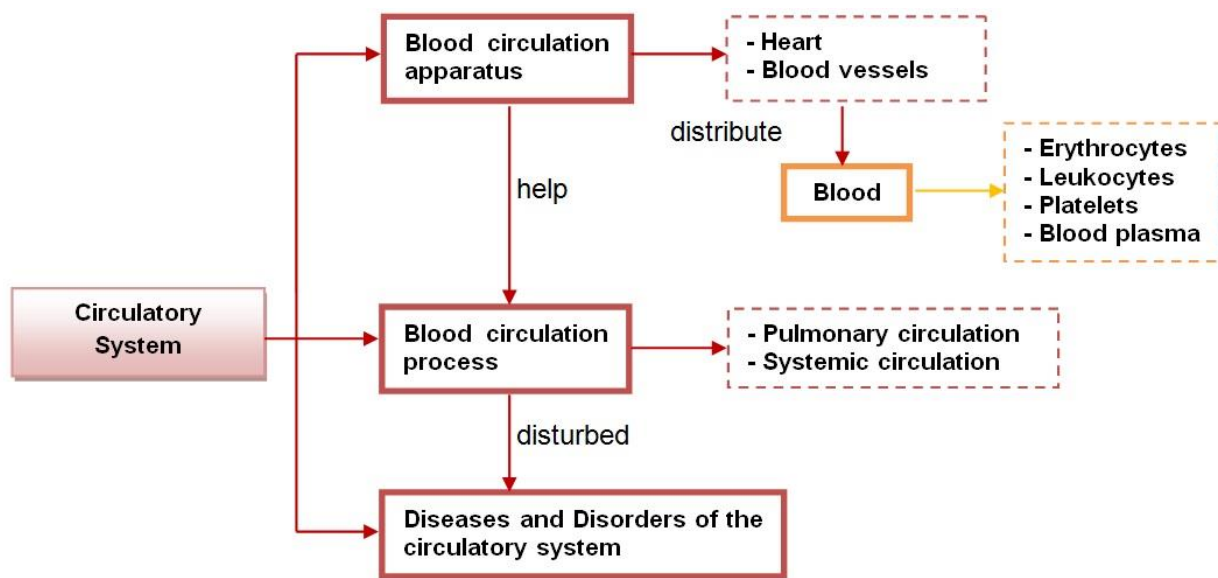 Blood circulation
apparatus
- Heart
- Blood vessels
distribute
- Erythrocytes
- Leukocytes
- Platelets
- Blood plasma
Blood
help
Circulatory
System
Blood circulation
process
- Pulmonary circulation
- Systemic circulation
disturbed
Diseases and Disorders of the
circulatory system